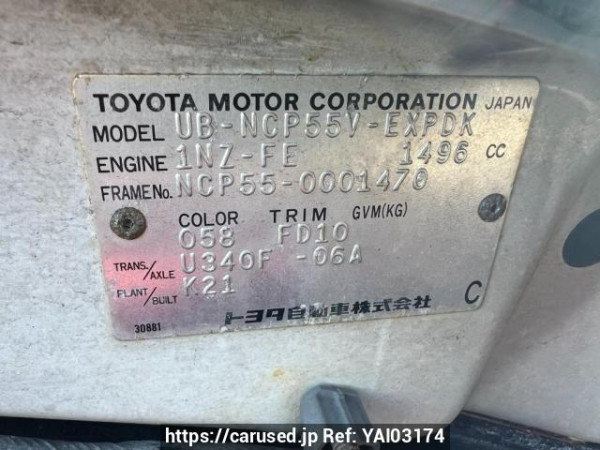 TOYOTA MOTOR CORPORATION JAPAN
MODEL UB-NCP55V-EXPDK
ENGINE 1NZ-FE 1496 CC
FRAME No. NCP55-0001470
COLOR TRIM GVM(KG)
058 FD10
TRANS./AXLE U340F -06A
PLANT/BUILT K21
トヨタ自動車株式会社 C
30881
https://carused.jp Ref: YAI03174